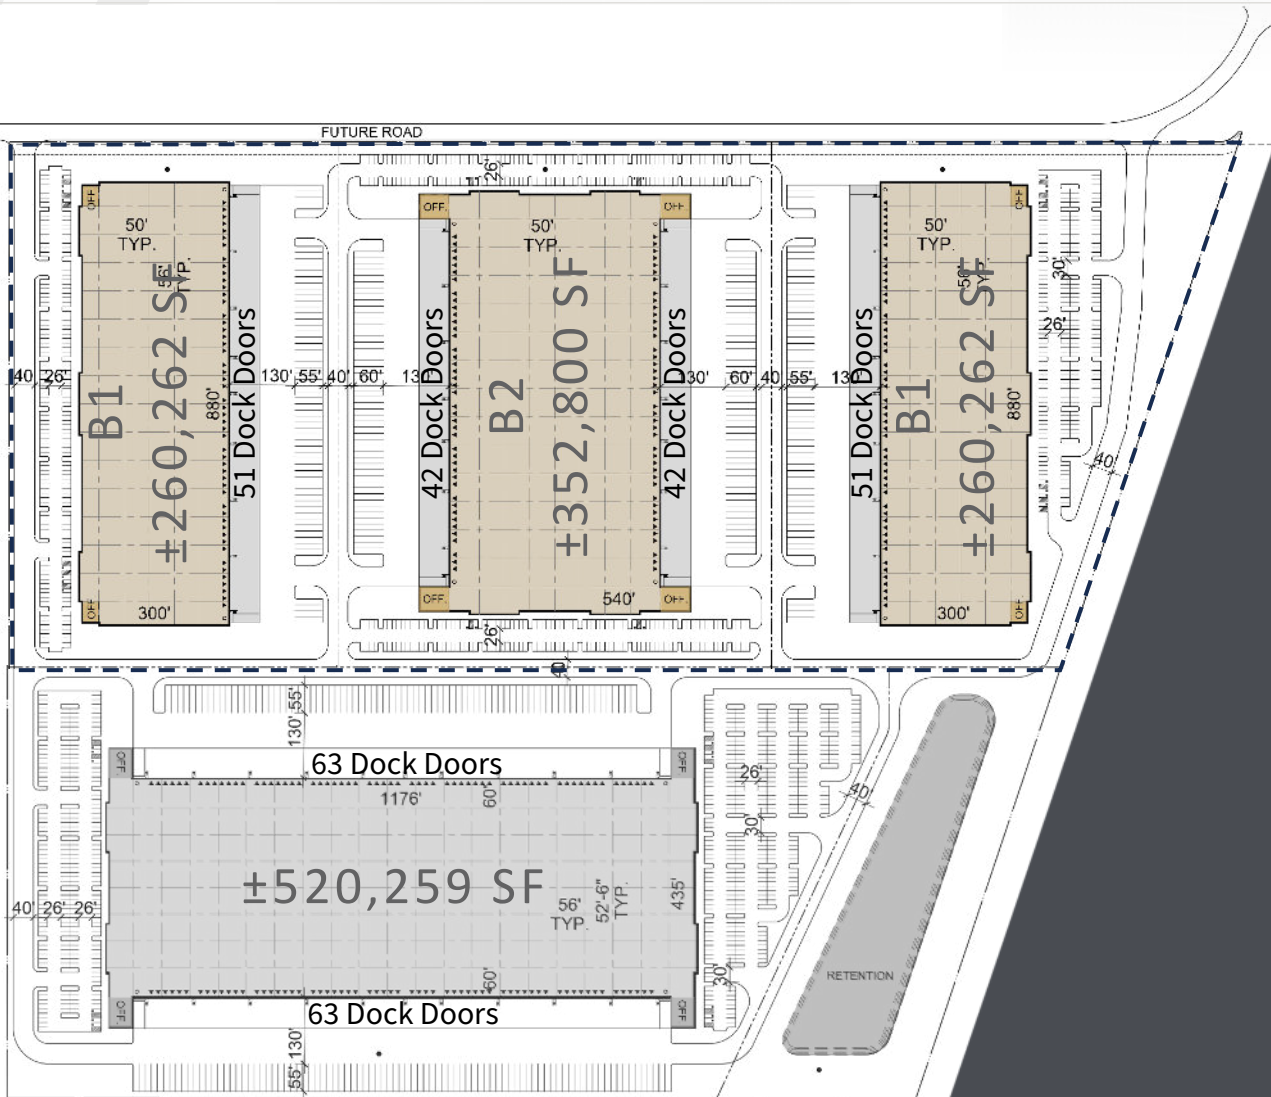 FUTURE ROAD
26'
OFF.
50'
TYP.
56'
TYP.
B1
±260,262 SF
880'
51 Dock Doors
300'
OFF.
40'
26'
130'
55'
40'
60'
130'
OFF.
OFF.
50'
TYP.
42 Dock Doors
B2
±352,800 SF
42 Dock Doors
540'
OFF.
OFF.
26'
40'
130'
60'
40'
55'
130'
51 Dock Doors
OFF.
50'
TYP.
56'
TYP.
B1
±260,262 SF
880'
300'
OFF.
30'
26'
40'
55'
130'
63 Dock Doors
OFF.
OFF.
1176'
60'
±520,259 SF
56'
TYP.
52'-6"
TYP.
435'
60'
40'
26'
26'
OFF.
OFF.
63 Dock Doors
130'
55'
26'
30'
40'
30'
RETENTION